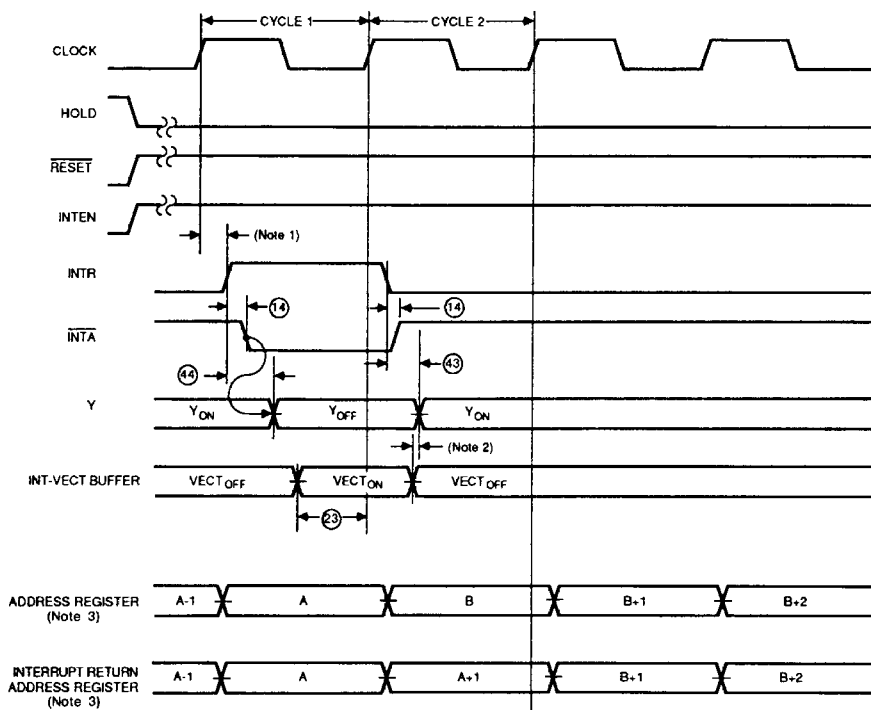 CYCLE 1 CYCLE 2
CLOCK
HOLD
RESET
INTEN
(Note 1)
INTR
14 14
INTA
44 43
Y YON YOFF YON
(Note 2)
INT-VECT BUFFER VECTOFF VECTON VECTOFF
23
ADDRESS REGISTER
(Note 3)
A-1 A B B+1 B+2
INTERRUPT RETURN
ADDRESS REGISTER
(Note 3)
A-1 A A+1 B+1 B+2